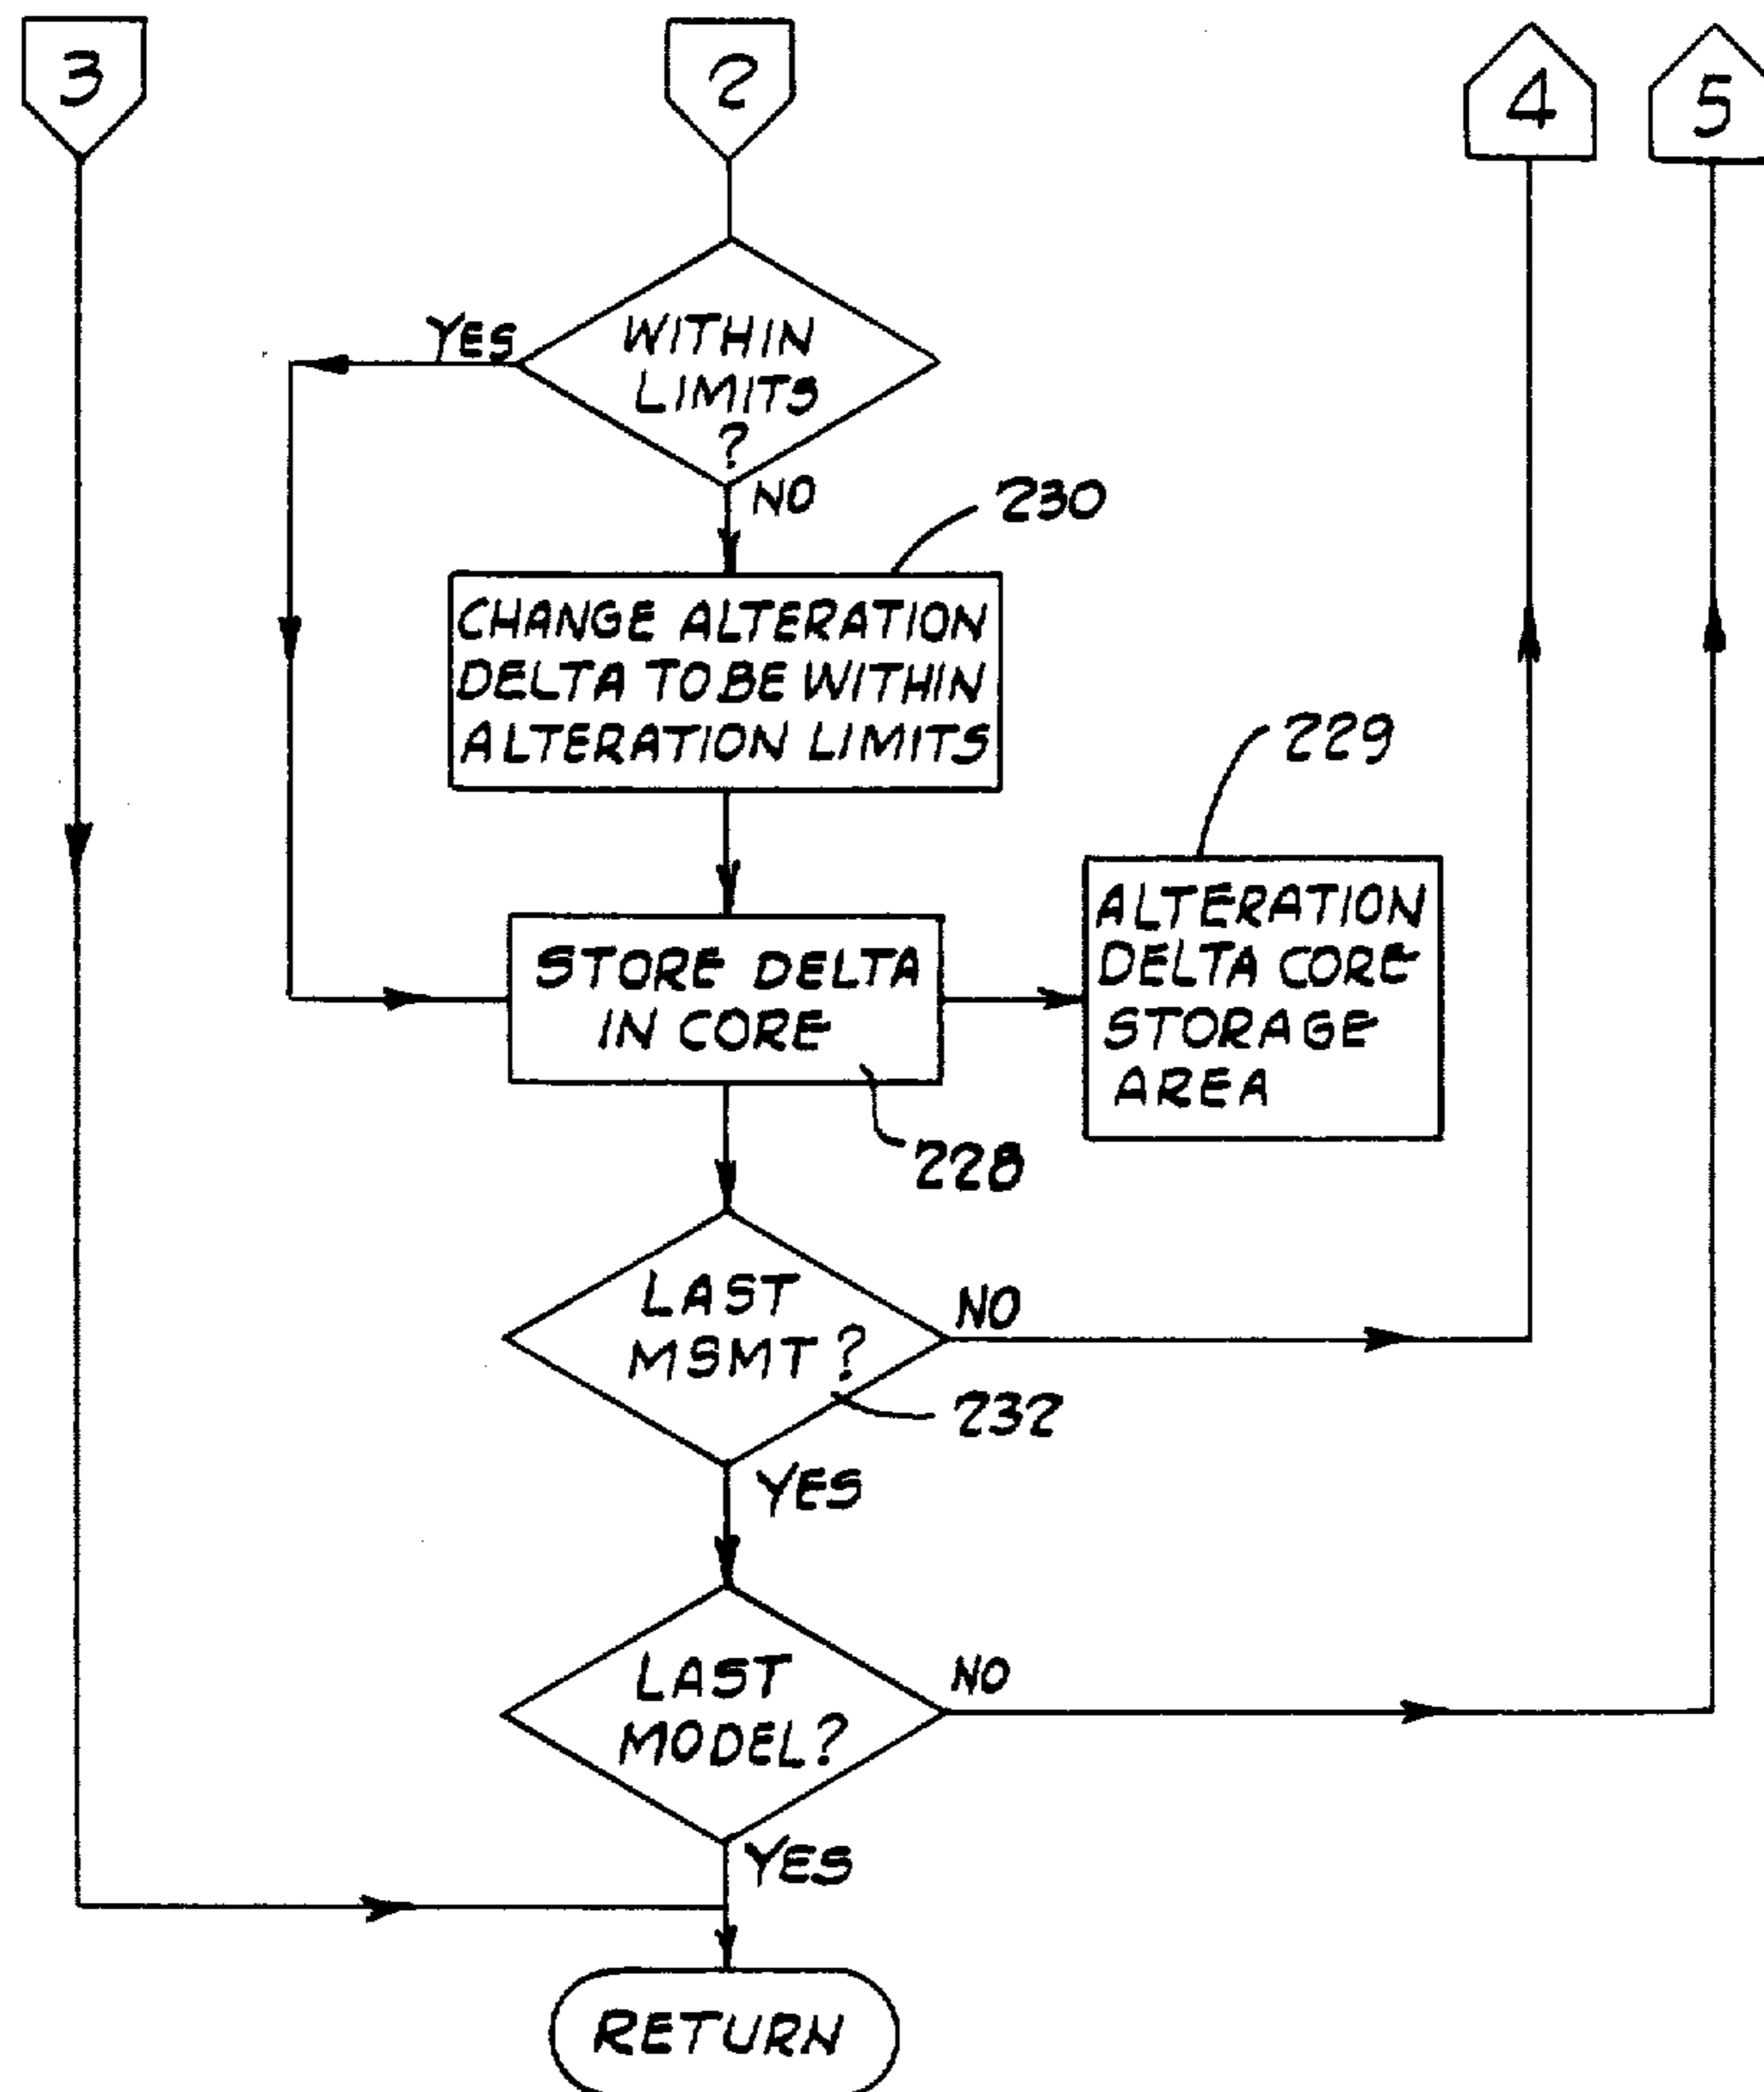 3
2
4
5
YES
WITHIN
LIMITS
?
NO
230
CHANGE ALTERATION
DELTA TO BE WITHIN
ALTERATION LIMITS
229
ALTERATION
DELTA CORE
STORAGE
AREA
STORE DELTA
IN CORE
228
LAST
MSMT?
NO
232
YES
LAST
MODEL?
NO
YES
RETURN